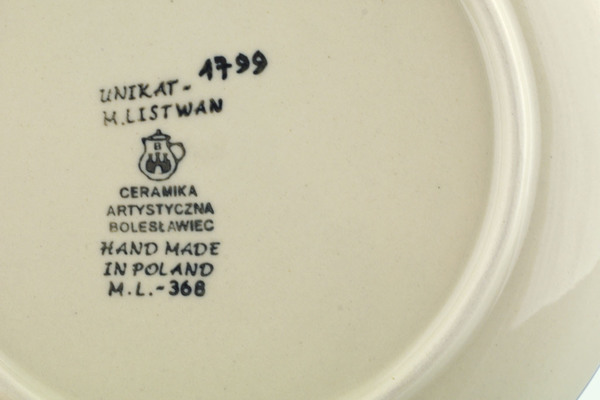 1799
UNIKAT-
M.LISTWAN
B
CERAMIKA
ARTYSTYCZNA
BOLESŁAWIEC
HAND MADE
IN POLAND
M.L.-368